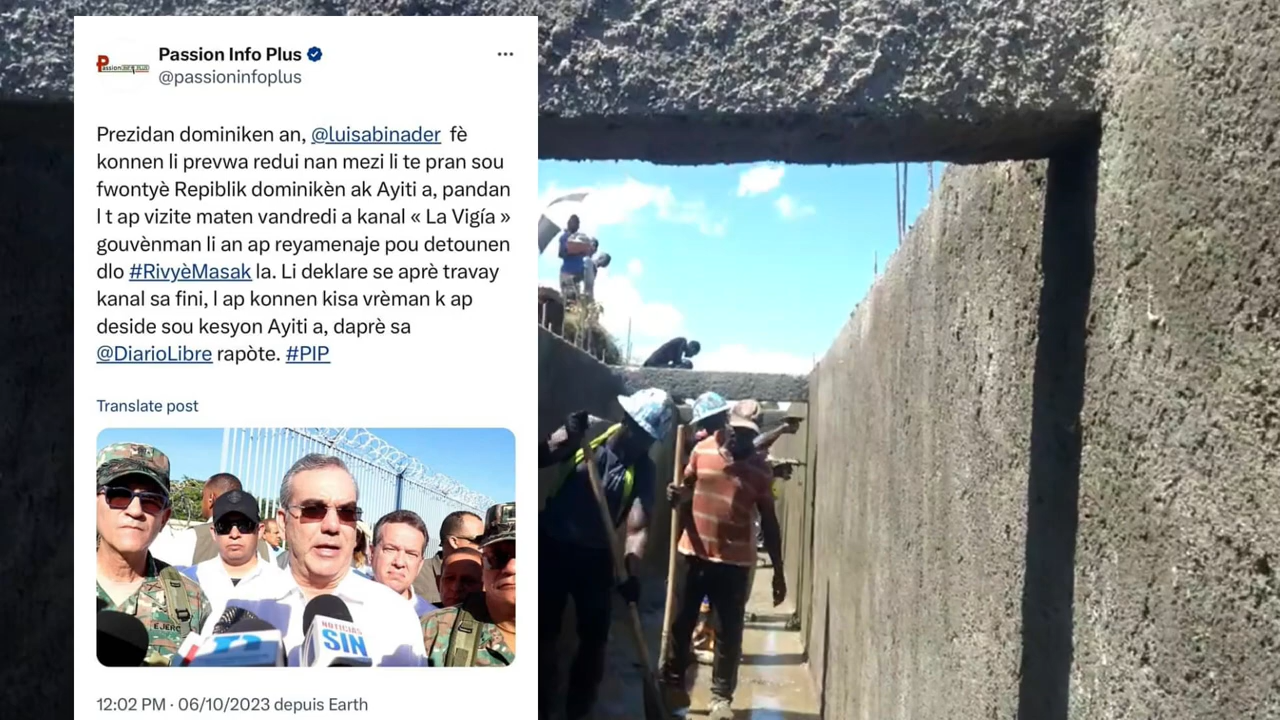 Passion Info Plus
@passioninfoplus
Prezidan dominiken an, @luisabinader fè
konnen li prevwa redui nan mezi li te pran sou
fwontyè Repiblik dominikèn ak Ayiti a, pandan
l t ap vizite maten vandredi a kanal « La Vigía »
gouvènman li an ap reyamenaje pou detounen
dlo #RivyèMasak la. Li deklare se aprè travay
kanal sa fini, l ap konnen kisa vrèman k ap
deside sou kesyon Ayiti a, daprè sa
@DiarioLibre rapòte. #PIP
Translate post
EJERC
NOTICIAS
SIN
12:02 PM · 06/10/2023 depuis Earth